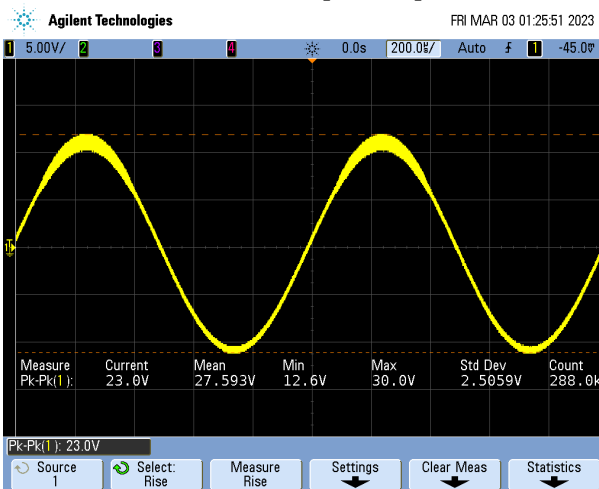 Agilent Technologies FRI MAR 03 01:25:51 2023
1 5.00V/ 2 3 4 0.0s 200.0µ/ Auto 1 -45.0mV
Measure Current Mean Min Max Std Dev Count
Pk-Pk(1): 23.0V 27.593V 12.6V 30.0V 2.5059V 288.0k
Pk-Pk(1): 23.0V
Source Select: Measure Settings Clear Meas Statistics
1 Rise Rise